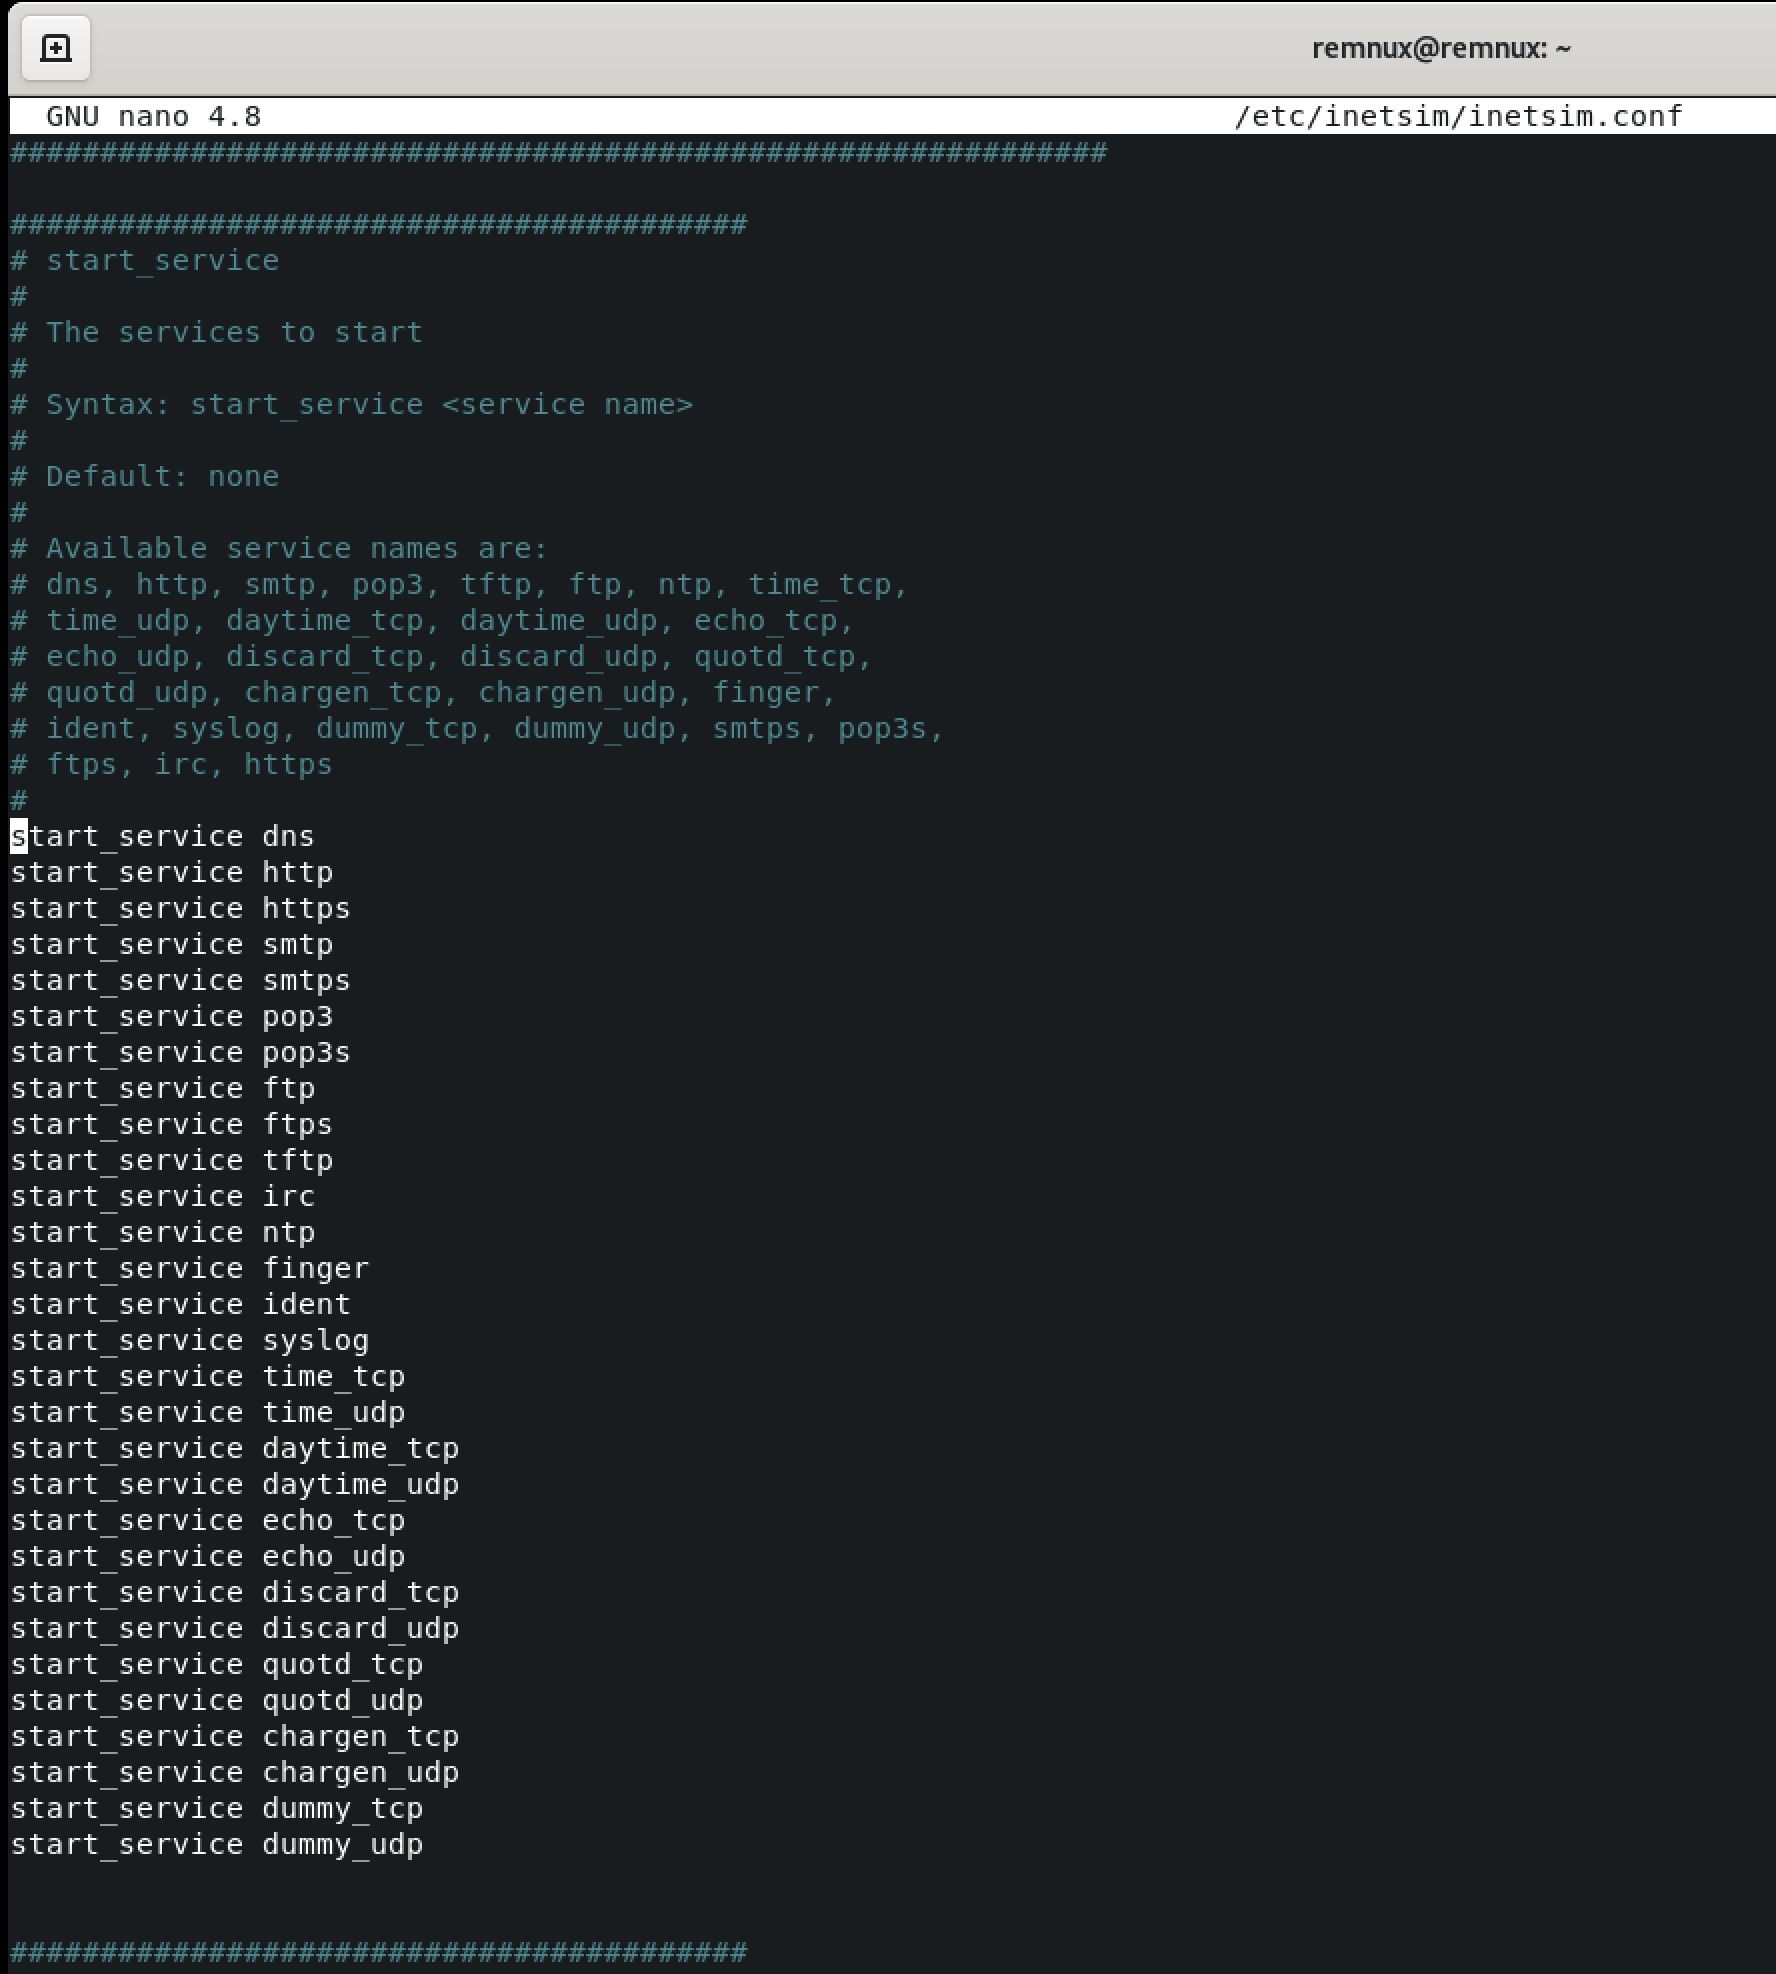 remnux@remnux: ~
GNU nano 4.8 /etc/inetsim/inetsim.conf
#############################################################

#########################################
# start_service
#
# The services to start
#
# Syntax: start_service <service name>
#
# Default: none
#
# Available service names are:
# dns, http, smtp, pop3, tftp, ftp, ntp, time_tcp,
# time_udp, daytime_tcp, daytime_udp, echo_tcp,
# echo_udp, discard_tcp, discard_udp, quotd_tcp,
# quotd_udp, chargen_tcp, chargen_udp, finger,
# ident, syslog, dummy_tcp, dummy_udp, smtps, pop3s,
# ftps, irc, https
#
start_service dns
start_service http
start_service https
start_service smtp
start_service smtps
start_service pop3
start_service pop3s
start_service ftp
start_service ftps
start_service tftp
start_service irc
start_service ntp
start_service finger
start_service ident
start_service syslog
start_service time_tcp
start_service time_udp
start_service daytime_tcp
start_service daytime_udp
start_service echo_tcp
start_service echo_udp
start_service discard_tcp
start_service discard_udp
start_service quotd_tcp
start_service quotd_udp
start_service chargen_tcp
start_service chargen_udp
start_service dummy_tcp
start_service dummy_udp

#########################################